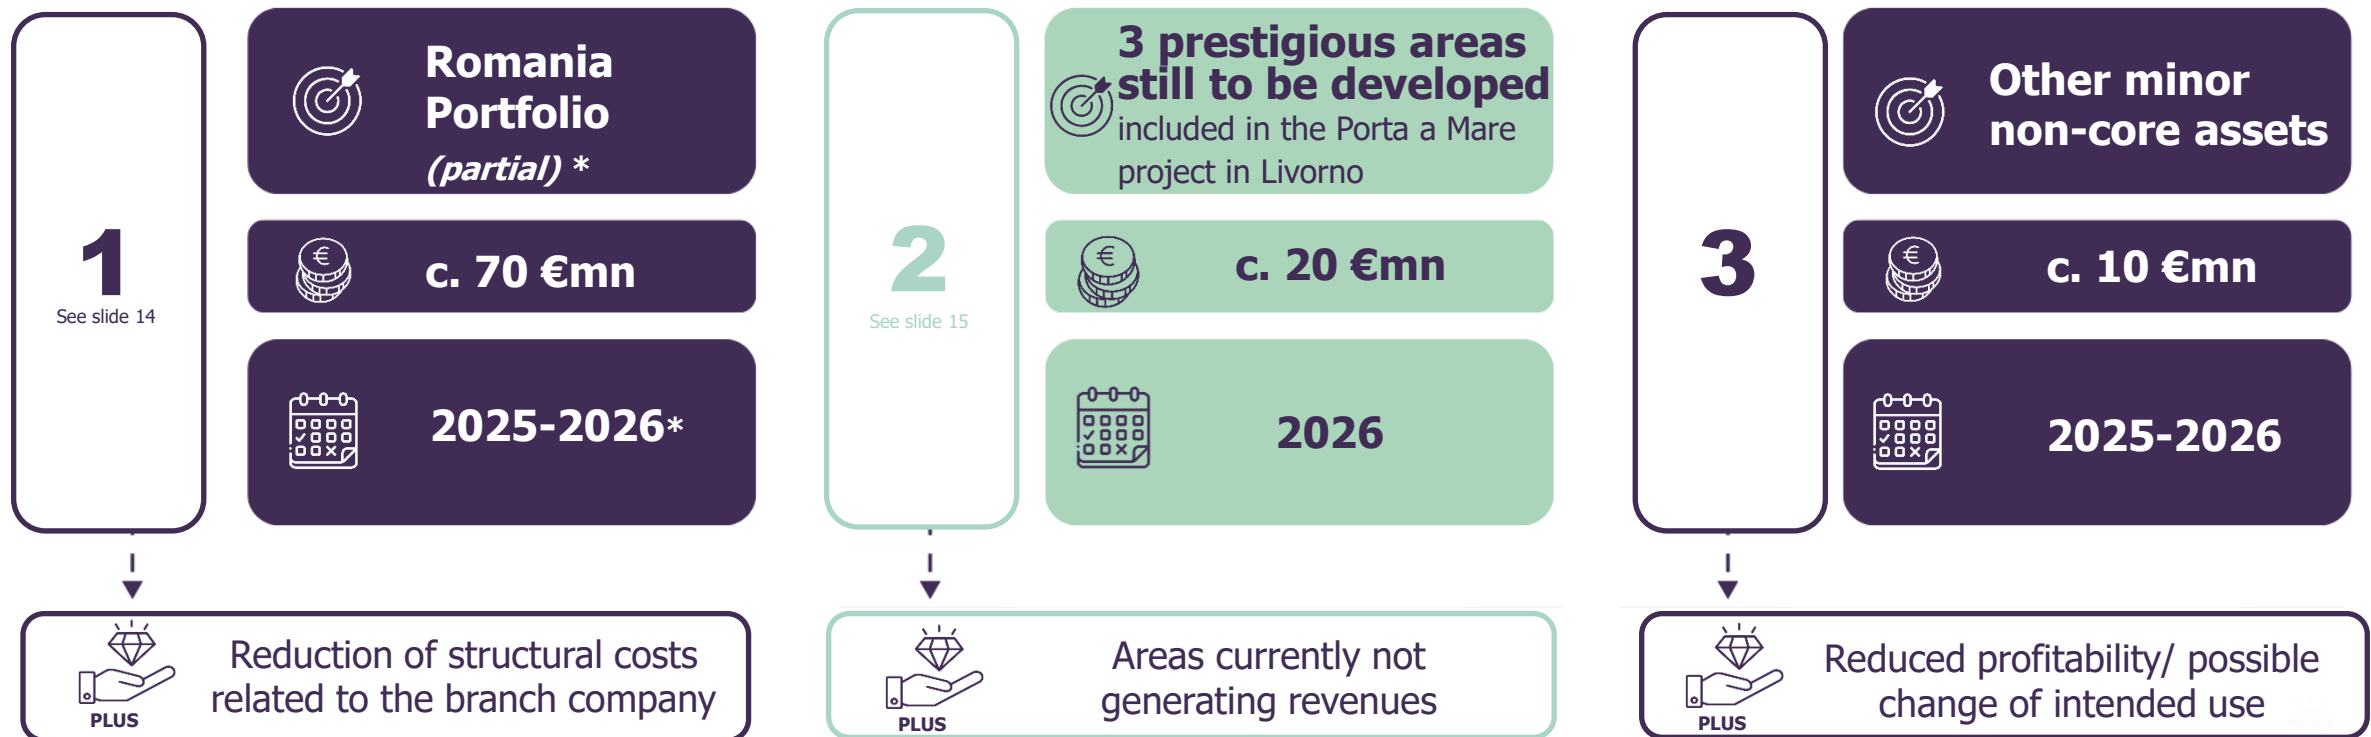 1
See slide 14
Romania
Portfolio
(partial) *
c. 70 €mn
2025-2026*
PLUS
Reduction of structural costs
related to the branch company
2
See slide 15
3 prestigious areas
still to be developed
included in the Porta a Mare
project in Livorno
c. 20 €mn
2026
PLUS
Areas currently not
generating revenues
3
Other minor
non-core assets
c. 10 €mn
2025-2026
PLUS
Reduced profitability/ possible
change of intended use